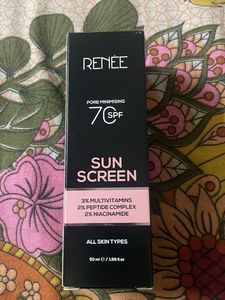 RENÉE
PORE MINIMISING
70 SPF
SUN
SCREEN
3% MULTIVITAMINS
2% PEPTIDE COMPLEX
2% NIACINAMIDE
ALL SKIN TYPES
50 ml ℮ / 1.69 fl.oz